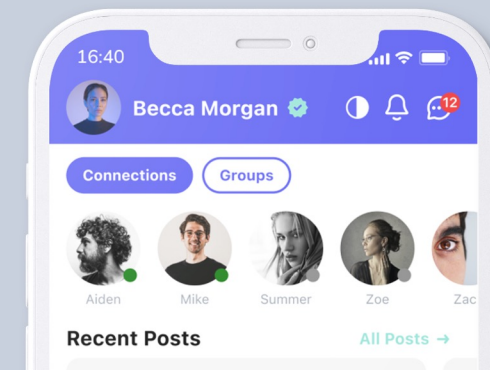 16:40
Becca Morgan
12
Connections Groups
Aiden Mike Summer Zoe Zac
Recent Posts All Posts →